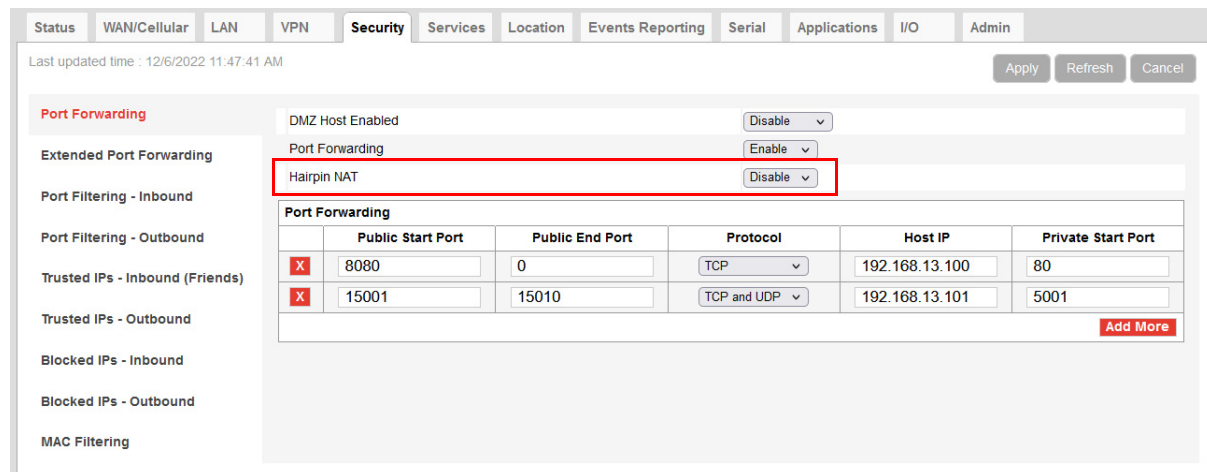 Status WAN/Cellular LAN VPN Security Services Location Events Reporting Serial Applications I/O Admin
Last updated time : 12/6/2022 11:47:41 AM
Apply Refresh Cancel
Port Forwarding
Extended Port Forwarding
Port Filtering - Inbound
Port Filtering - Outbound
Trusted IPs - Inbound (Friends)
Trusted IPs - Outbound
Blocked IPs - Inbound
Blocked IPs - Outbound
MAC Filtering
DMZ Host Enabled Disable
Port Forwarding Enable
Hairpin NAT Disable
Port Forwarding
Public Start Port Public End Port Protocol Host IP Private Start Port
X 8080 0 TCP 192.168.13.100 80
X 15001 15010 TCP and UDP 192.168.13.101 5001
Add More